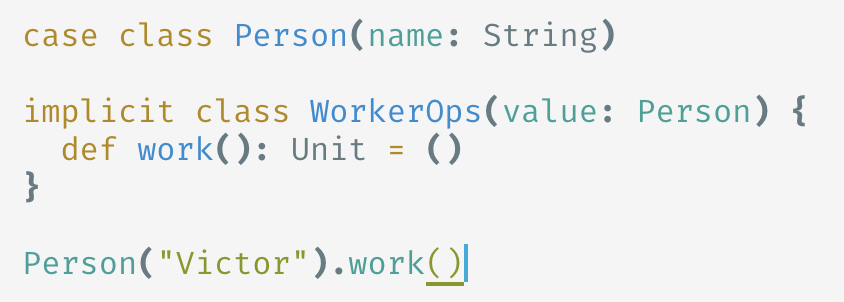 case class Person(name: String)
implicit class WorkerOps(value: Person) {
  def work(): Unit = ()
}
Person("Victor").work()